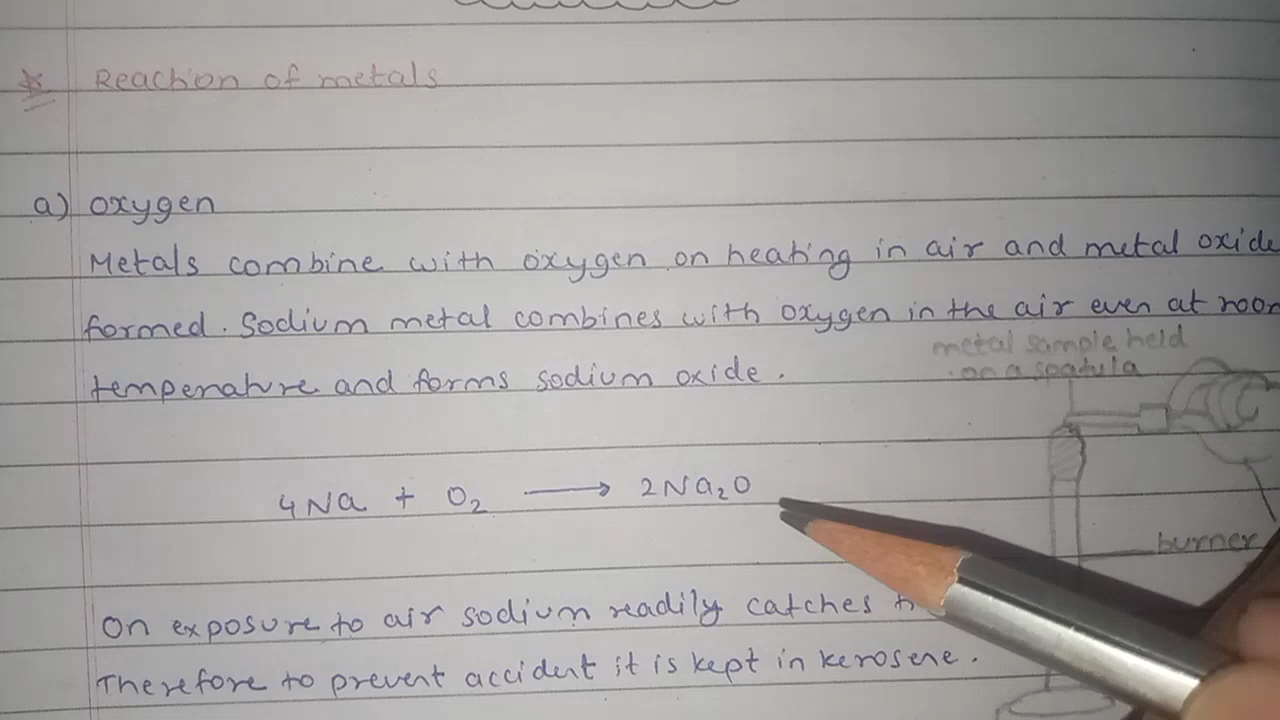 * Reaction of metals
a) oxygen
Metals combine with oxygen on heating in air and metal oxide
formed. Sodium metal combines with oxygen in the air even at room
temperature and forms sodium oxide.
metal sample held
on a spatula
4Na + O₂ ⟶ 2Na₂O
burner
On exposure to air sodium readily catches
Therefore to prevent accident it is kept in kerosene.